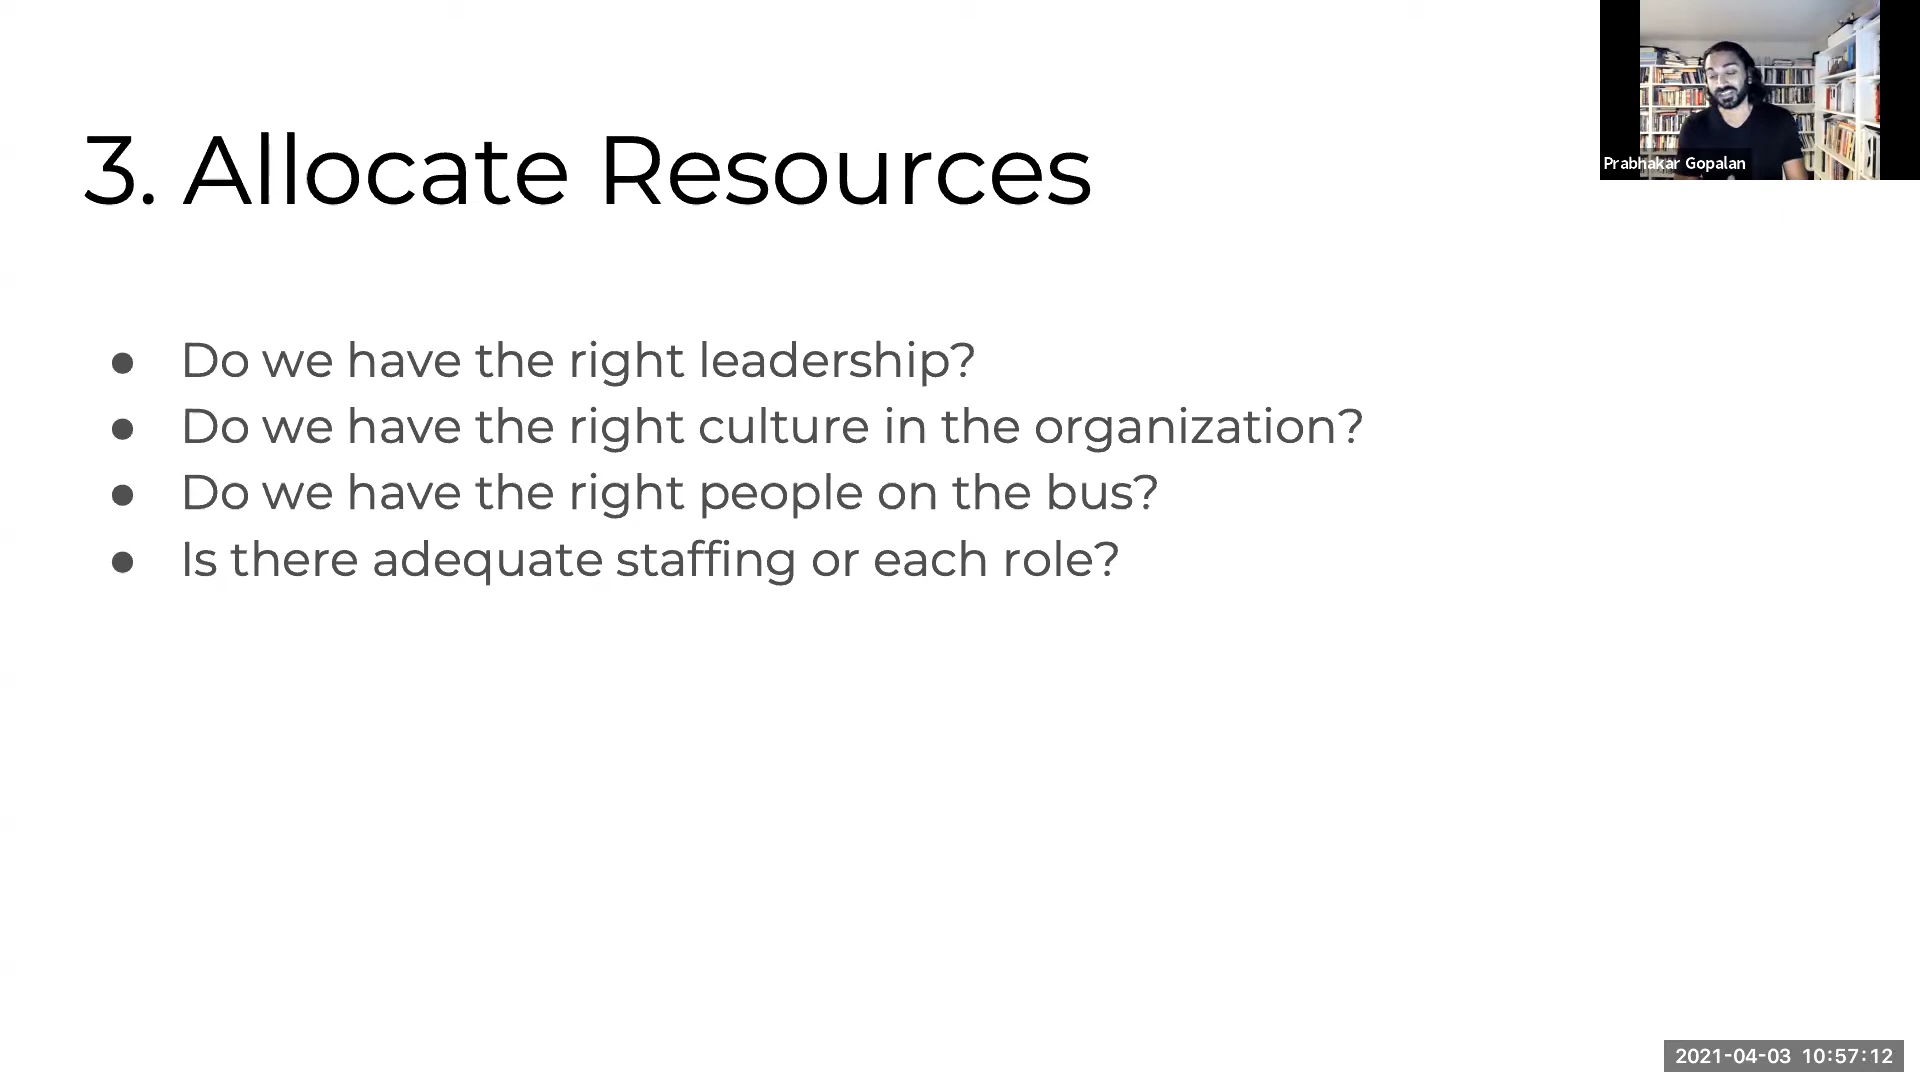 3. Allocate Resources
Prabhakar Gopalan
● Do we have the right leadership?
● Do we have the right culture in the organization?
● Do we have the right people on the bus?
● Is there adequate staffing or each role?
2021-04-03 10:57:12